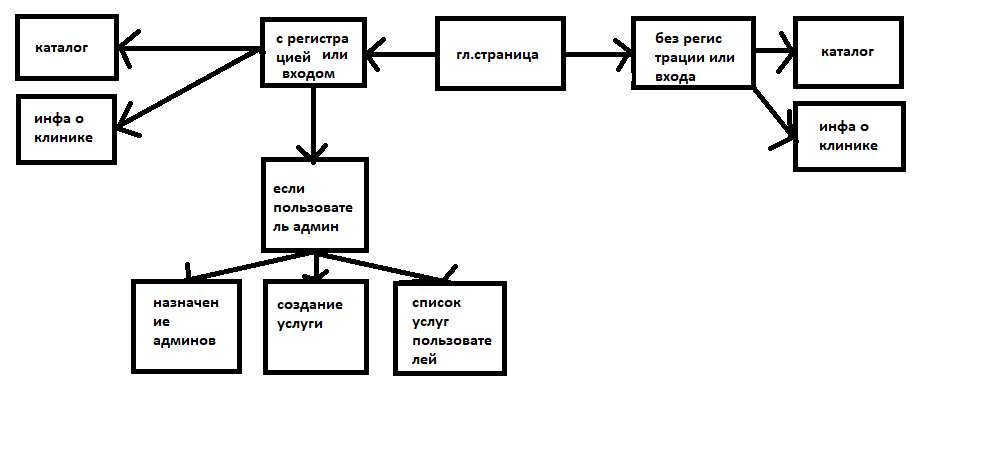 каталог
с регистра
цией или
входом
гл.страница
без регис
трации или
входа
каталог
инфа о
клинике
инфа о
клинике
если
пользовате
ль админ
назначен
ие
админов
создание
услуги
список
услуг
пользовате
лей